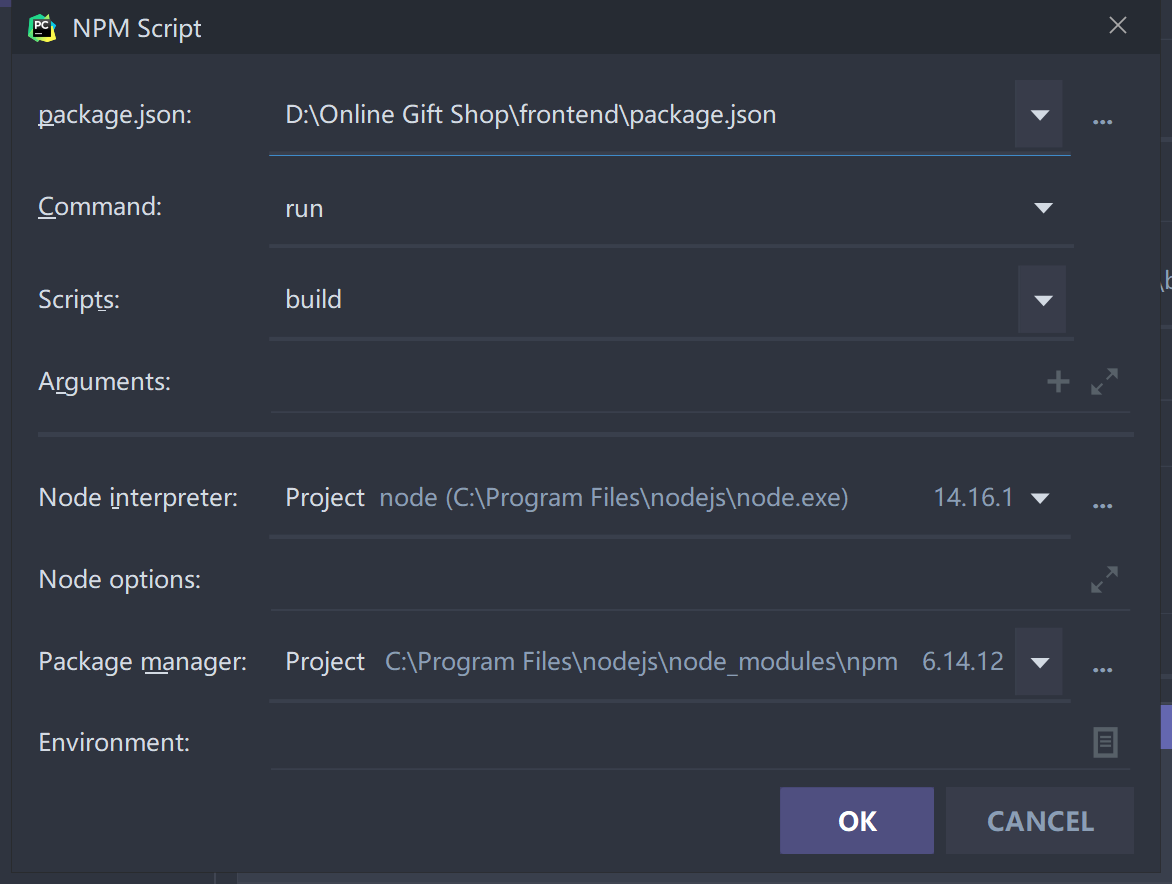 PC NPM Script
package.json: D:\Online Gift Shop\frontend\package.json ...
Command: run
Scripts: build
Arguments:
Node interpreter: Project node (C:\Program Files\nodejs\node.exe) 14.16.1 ...
Node options:
Package manager: Project C:\Program Files\nodejs\node_modules\npm 6.14.12 ...
Environment:
OK CANCEL